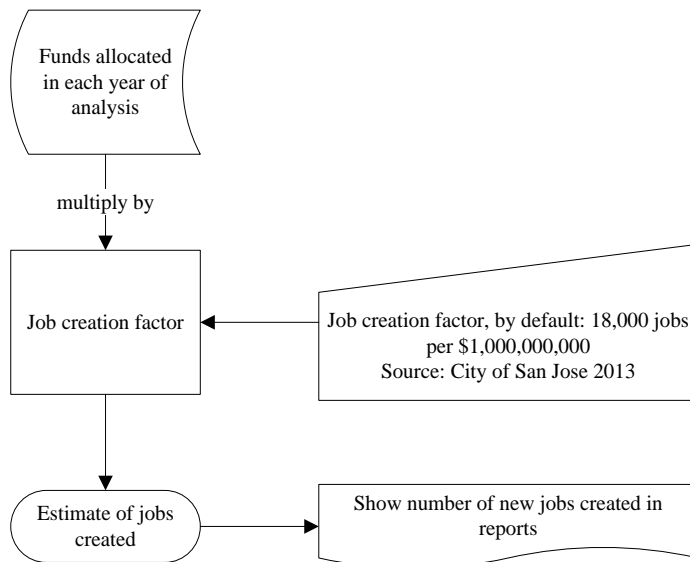 Funds allocated
in each year of
analysis
multiply by
Job creation factor
Job creation factor, by default: 18,000 jobs
per $1,000,000,000
Source: City of San Jose 2013
Estimate of jobs
created
Show number of new jobs created in
reports